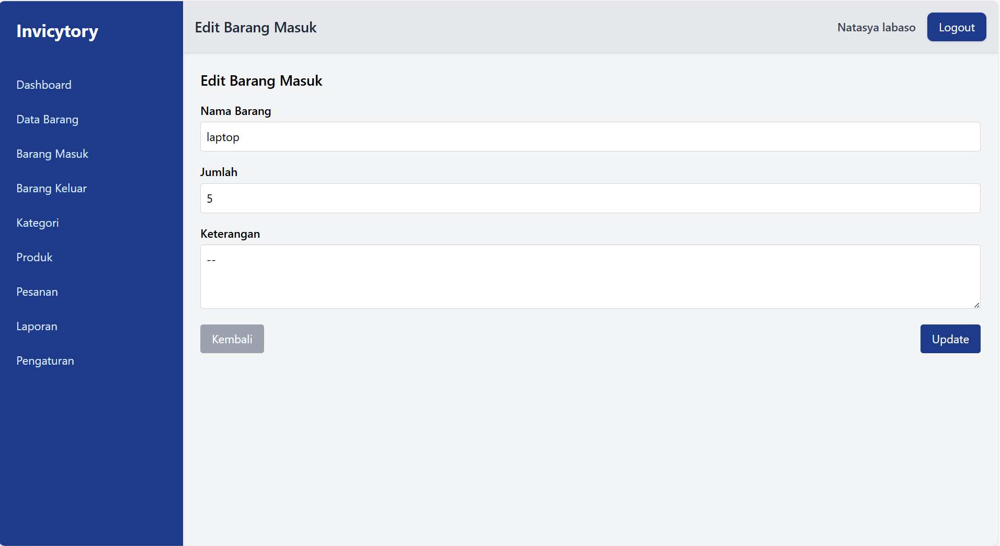 Invicytory
Dashboard
Data Barang
Barang Masuk
Barang Keluar
Kategori
Produk
Pesanan
Laporan
Pengaturan
Edit Barang Masuk
Natasya labaso
Logout
Edit Barang Masuk
Nama Barang
laptop
Jumlah
5
Keterangan
--
Kembali
Update